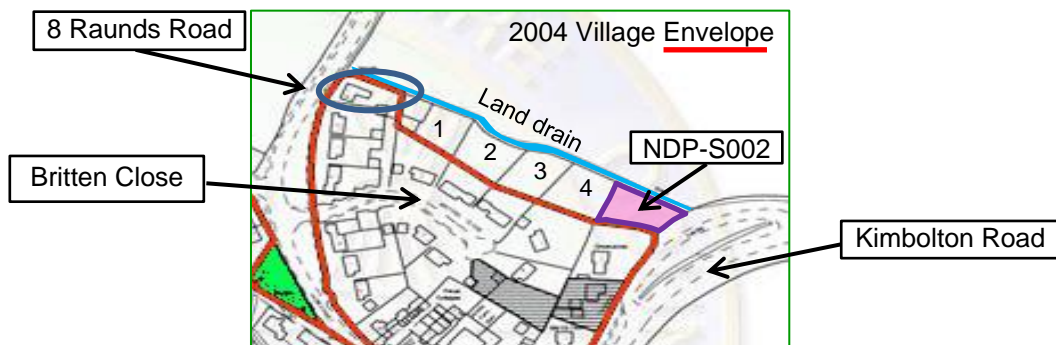 8 Raunds Road
2004 Village Envelope
Land drain
1
2
3
4
NDP-S002
Britten Close
Kimbolton Road